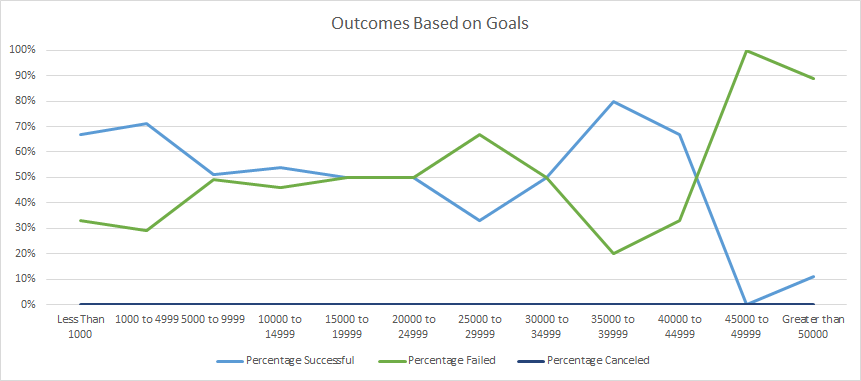 Outcomes Based on Goals
100%
90%
80%
70%
60%
50%
40%
30%
20%
10%
0%
Less Than 1000
1000 to 4999
5000 to 9999
10000 to 14999
15000 to 19999
20000 to 24999
25000 to 29999
30000 to 34999
35000 to 39999
40000 to 44999
45000 to 49999
Greater than 50000
Percentage Successful
Percentage Failed
Percentage Canceled